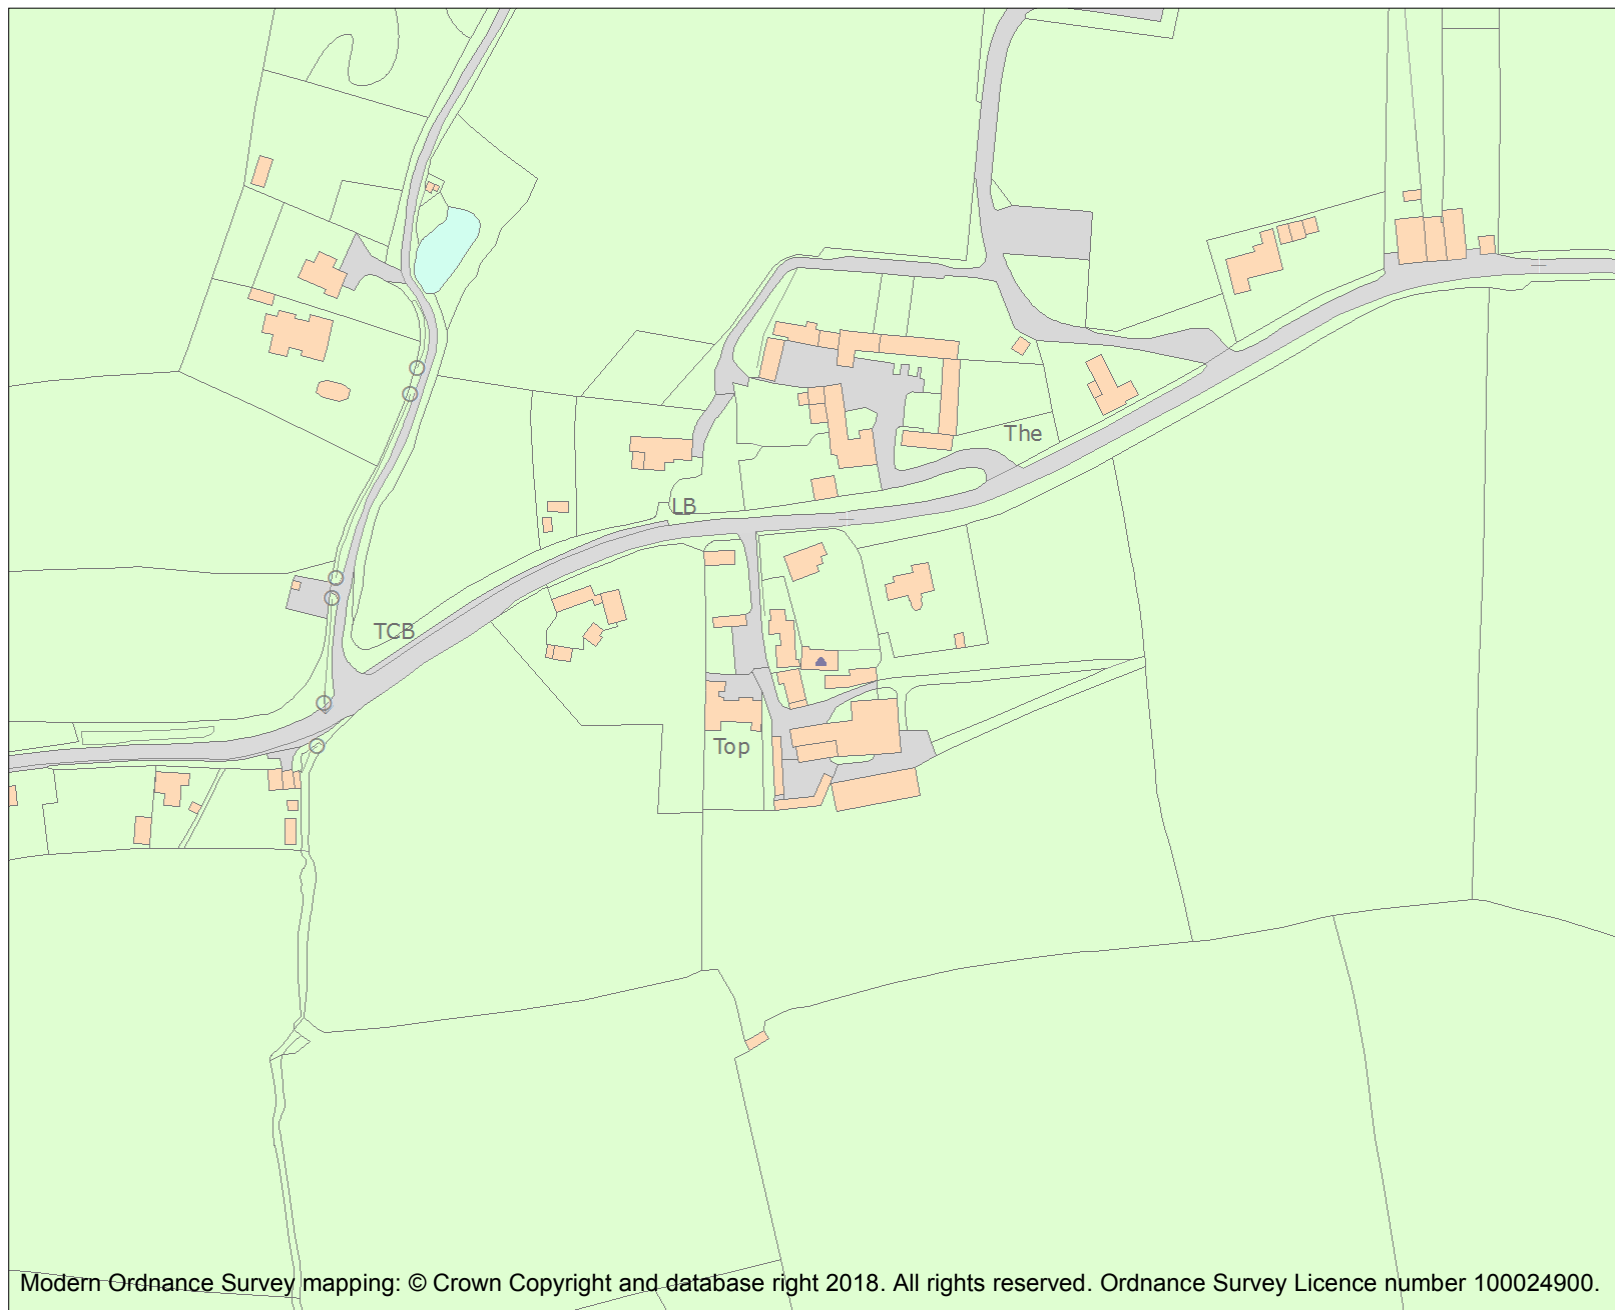 The
LB
TCB
Top
Modern Ordnance Survey mapping: © Crown Copyright and database right 2018. All rights reserved. Ordnance Survey Licence number 100024900.